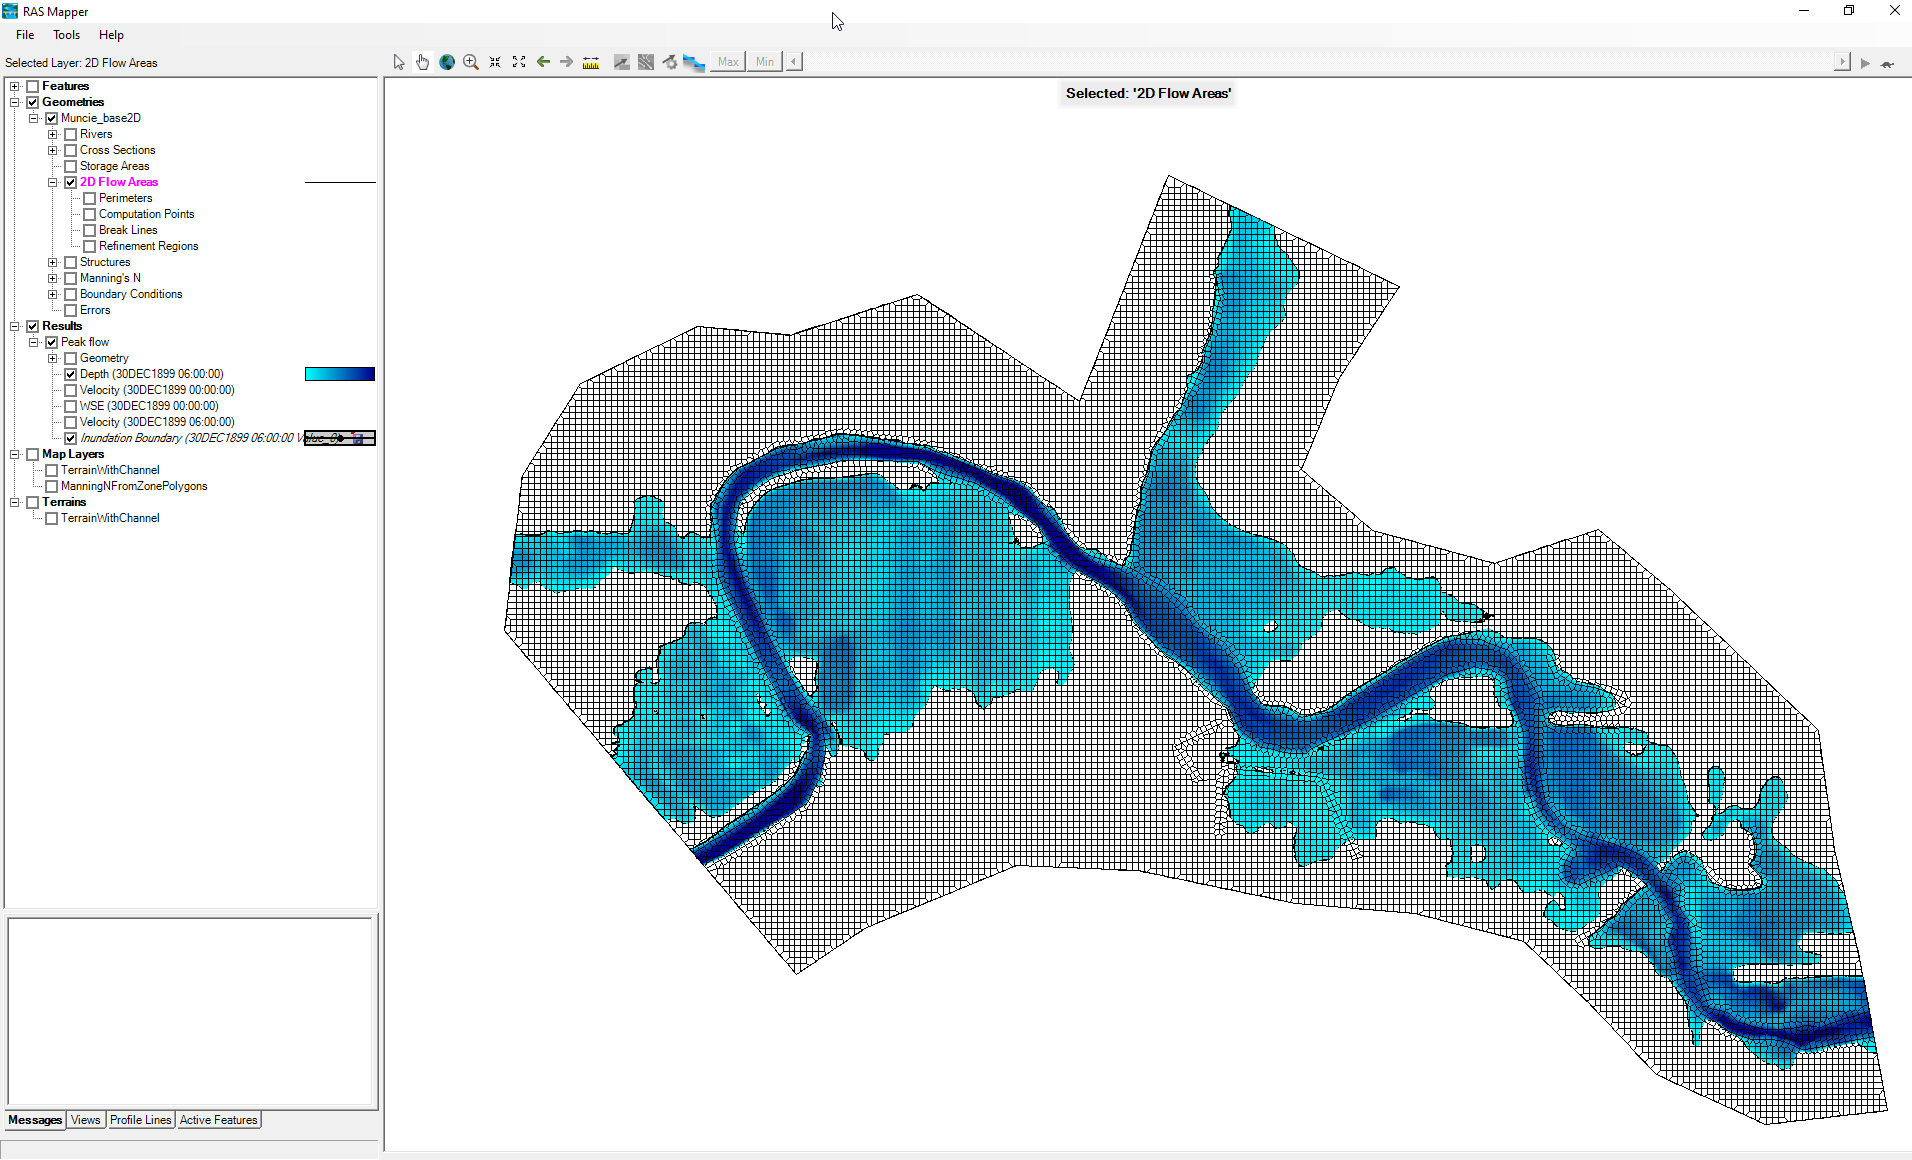 RAS Mapper
File Tools Help
Selected Layer: 2D Flow Areas
Max Min
Selected: '2D Flow Areas'
Features
Geometries
Muncie_base2D
Rivers
Cross Sections
Storage Areas
2D Flow Areas
Perimeters
Computation Points
Break Lines
Refinement Regions
Structures
Manning's N
Boundary Conditions
Errors
Results
Peak flow
Geometry
Depth (30DEC1899 06:00:00)
Velocity (30DEC1899 00:00:00)
WSE (30DEC1899 00:00:00)
Velocity (30DEC1899 06:00:00)
Inundation Boundary (30DEC1899 06:00:00 Value_0)
Map Layers
TerrainWithChannel
ManningNFromZonePolygons
Terrains
TerrainWithChannel
Messages Views Profile Lines Active Features